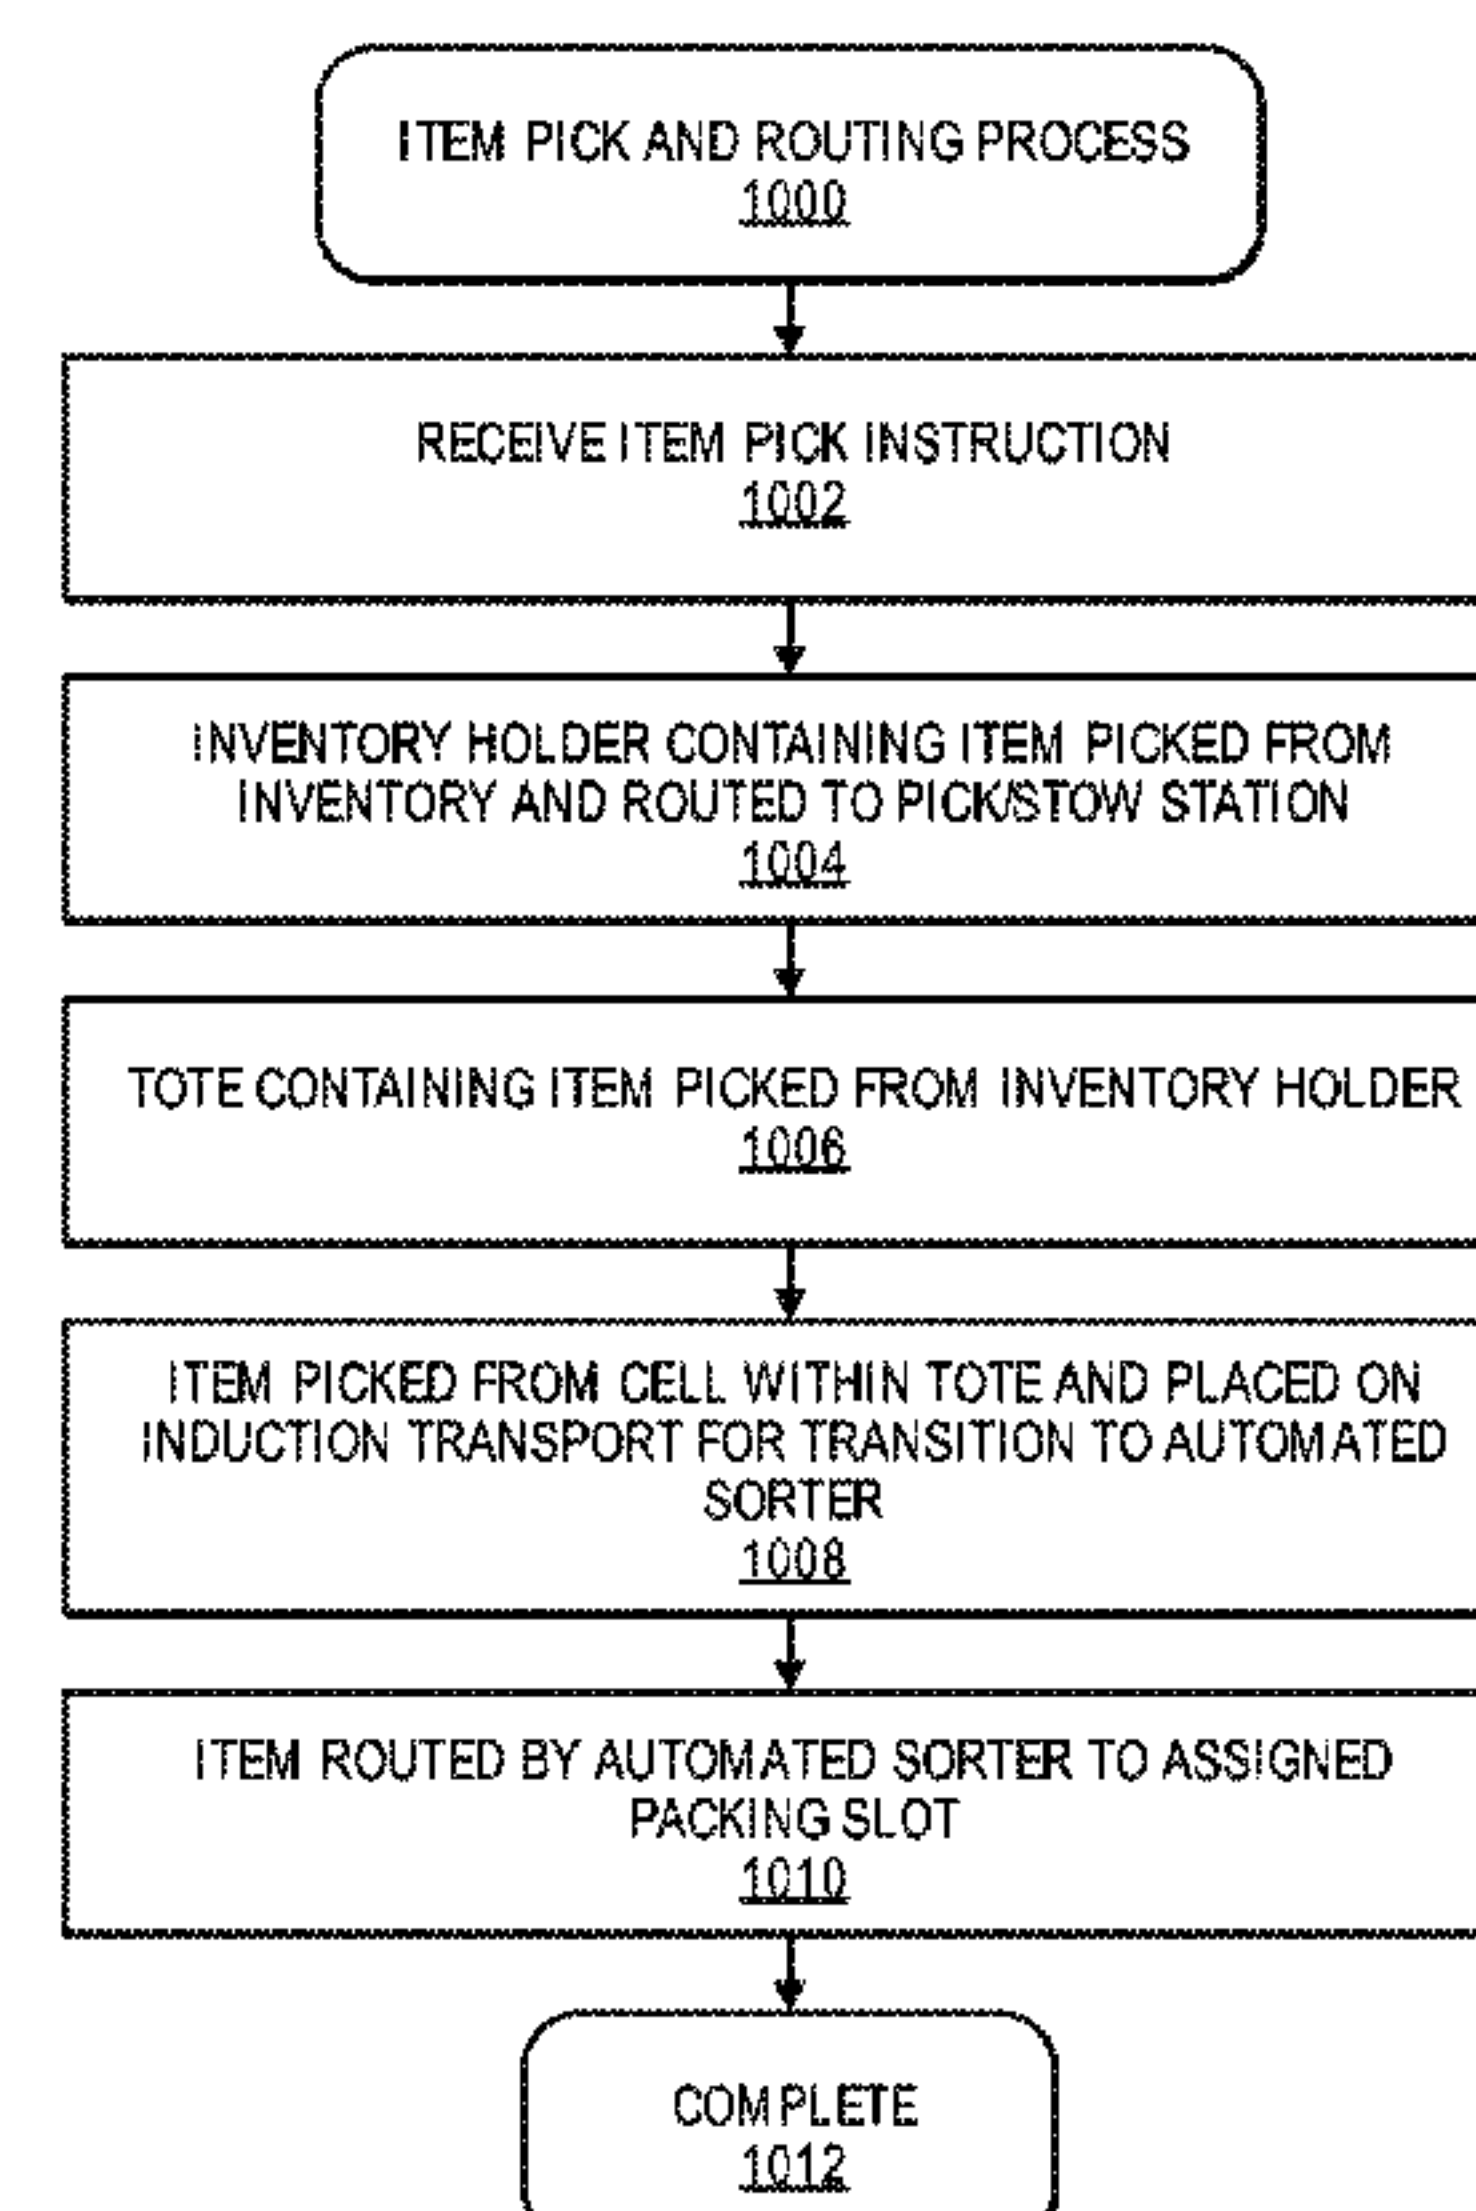 ITEM PICK AND ROUTING PROCESS
1000
RECEIVE ITEM PICK INSTRUCTION
1002
INVENTORY HOLDER CONTAINING ITEM PICKED FROM
INVENTORY AND ROUTED TO PICK/STOW STATION
1004
TOTE CONTAINING ITEM PICKED FROM INVENTORY HOLDER
1006
ITEM PICKED FROM CELL WITHIN TOTE AND PLACED ON
INDUCTION TRANSPORT FOR TRANSITION TO AUTOMATED
SORTER
1008
ITEM ROUTED BY AUTOMATED SORTER TO ASSIGNED
PACKING SLOT
1010
COMPLETE
1012